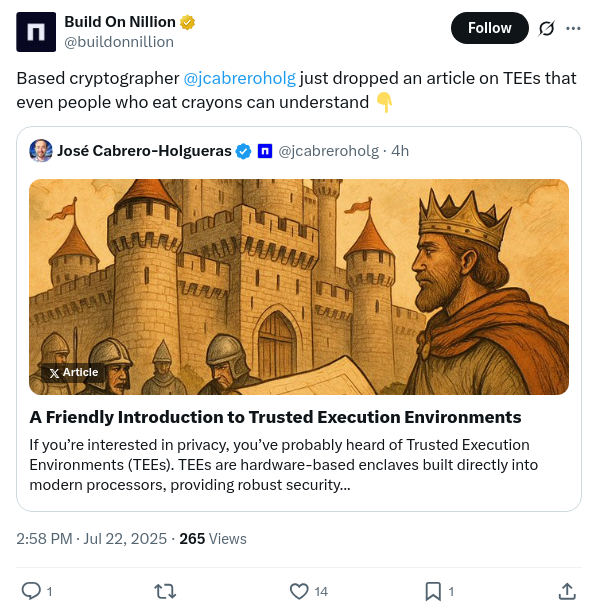 Build On Nillion
@buildonnillion
Follow
Based cryptographer @jcabreroholg just dropped an article on TEEs that
even people who eat crayons can understand 👇
José Cabrero-Holgueras @jcabreroholg · 4h
Article
A Friendly Introduction to Trusted Execution Environments
If you’re interested in privacy, you’ve probably heard of Trusted Execution
Environments (TEEs). TEEs are hardware-based enclaves built directly into
modern processors, providing robust security...
2:58 PM · Jul 22, 2025 · 265 Views
1 14 1